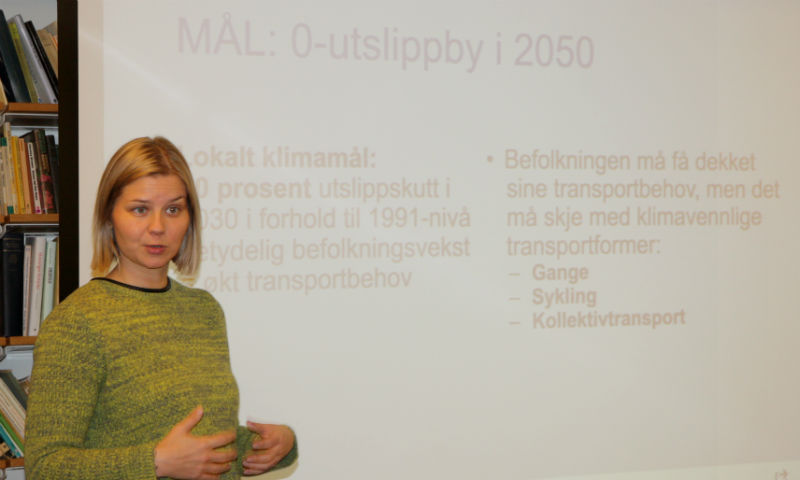 MÅL: 0-utslippby i 2050
okalt klimamål:
0 prosent utslippskutt i
030 i forhold til 1991-nivå
etydelig befolkningsvekst
økt transportbehov
• Befolkningen må få dekket
sine transportbehov, men det
må skje med klimavennlige
transportformer:
– Gange
– Sykling
– Kollektivtransport